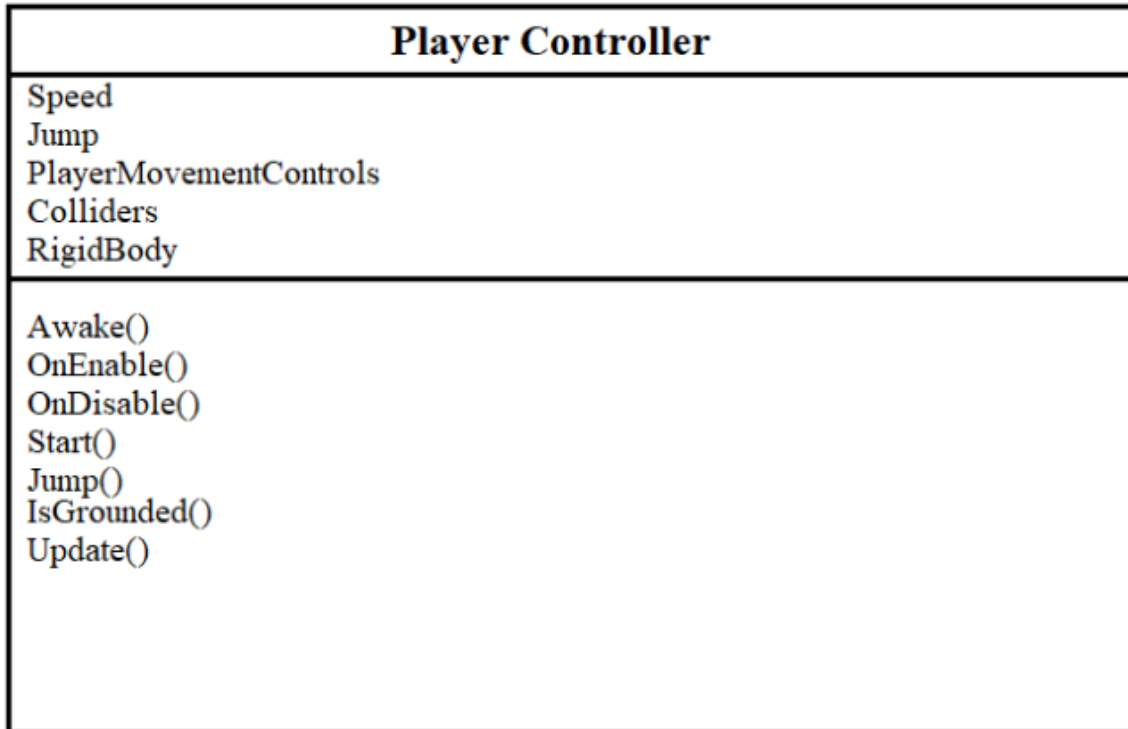 Player Controller
Speed
Jump
PlayerMovementControls
Colliders
RigidBody
Awake()
OnEnable()
OnDisable()
Start()
Jump()
IsGrounded()
Update()